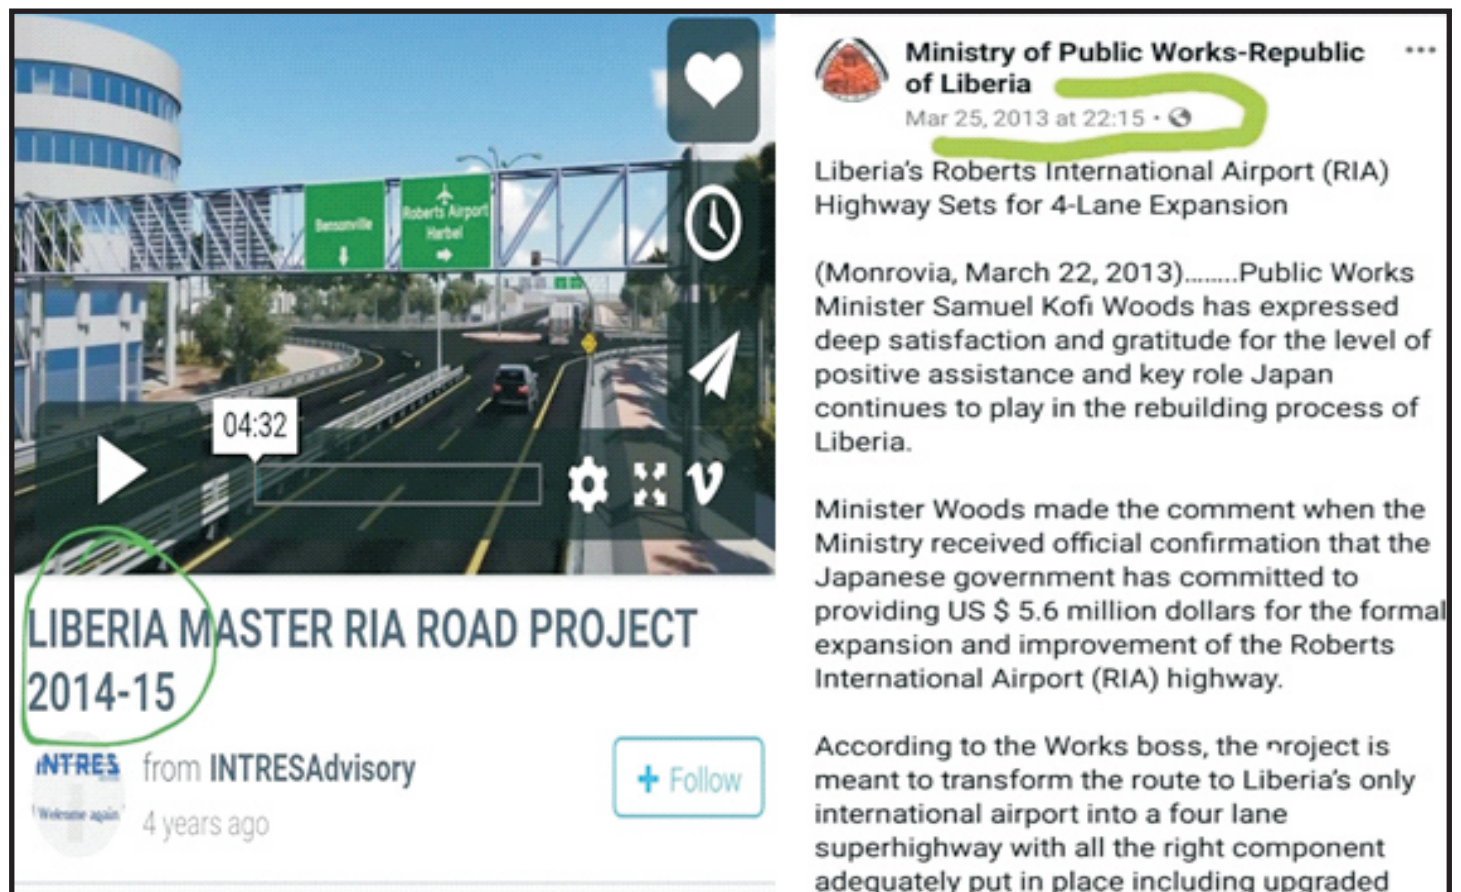 Bensonville
Roberts Airport
Herbel
04:32
LIBERIA MASTER RIA ROAD PROJECT
2014-15
INTRES
Welcome again
from INTRESAdvisory
4 years ago
+ Follow
Ministry of Public Works-Republic
of Liberia
Mar 25, 2013 at 22:15 ·
Liberia's Roberts International Airport (RIA)
Highway Sets for 4-Lane Expansion
(Monrovia, March 22, 2013)........Public Works
Minister Samuel Kofi Woods has expressed
deep satisfaction and gratitude for the level of
positive assistance and key role Japan
continues to play in the rebuilding process of
Liberia.
Minister Woods made the comment when the
Ministry received official confirmation that the
Japanese government has committed to
providing US $ 5.6 million dollars for the formal
expansion and improvement of the Roberts
International Airport (RIA) highway.
According to the Works boss, the project is
meant to transform the route to Liberia's only
international airport into a four lane
superhighway with all the right component
adequately put in place including upgraded